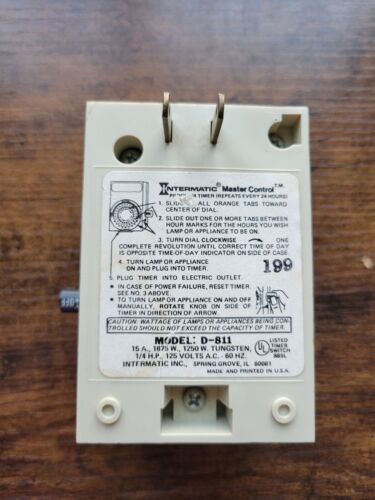 INTERMATIC® Master Control™
TIMER (REPEATS EVERY 24 HOURS)
1. SLIDE ALL ORANGE TABS TOWARD
CENTER OF DIAL.
2. SLIDE OUT ONE OR MORE TABS BETWEEN
HOUR MARKS FOR THE HOURS YOU WISH
LAMP OR APPLIANCE TO BE ON.
3. TURN DIAL CLOCKWISE ONE
COMPLETE REVOLUTION UNTIL CORRECT TIME OF DAY
IS OPPOSITE TIME-OF-DAY INDICATOR ON SIDE OF CASE.
4. TURN LAMP OR APPLIANCE
ON AND PLUG INTO TIMER.
199
5. PLUG TIMER INTO ELECTRIC OUTLET.
• IN CASE OF POWER FAILURE, RESET TIMER.
SEE NO. 3 ABOVE.
• TO TURN LAMP OR APPLIANCE ON AND OFF
MANUALLY, ROTATE KNOB ON SIDE OF
TIMER IN DIRECTION OF ARROW.
OFF
CAUTION: WATTAGE OF LAMPS OR APPLIANCES BEING CON-
TROLLED SHOULD NOT EXCEED THE CAPACITY OF TIMER.
MODEL: D-811
15 A., 1875 W., 1250 W. TUNGSTEN,
1/4 H.P., 125 VOLTS A.C. - 60 HZ.
INTERMATIC INC., SPRING GROVE, IL 60081
UL LISTED
TIMER
SWITCH
MADE AND PRINTED IN U.S.A.